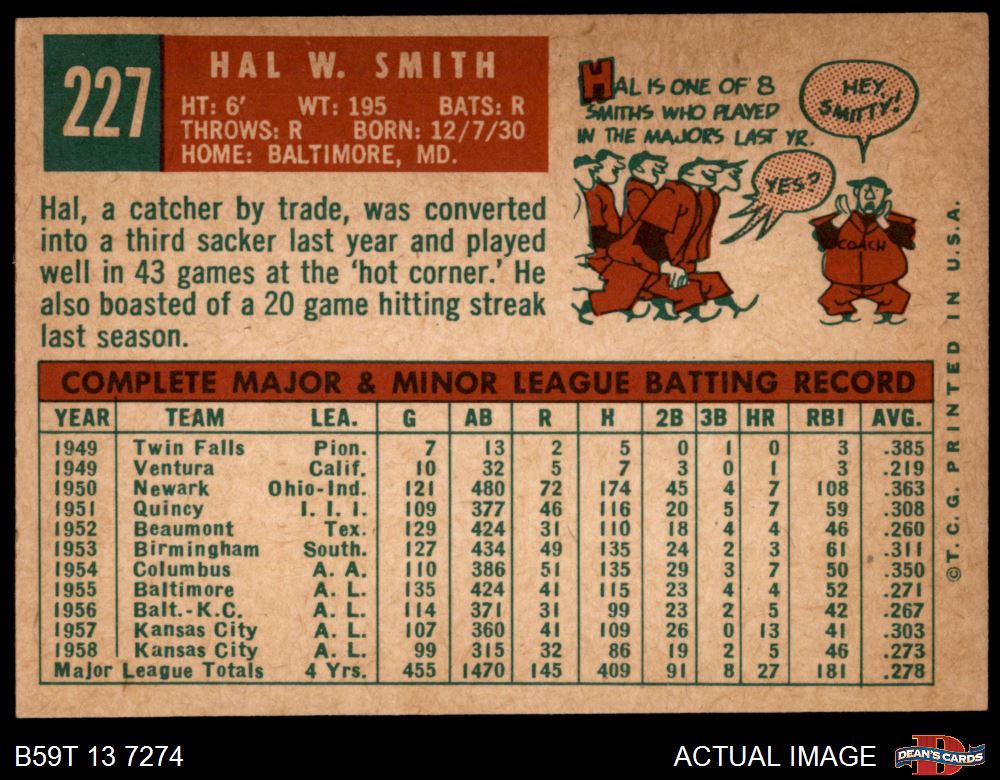 227
HAL W. SMITH
HT: 6' WT: 195 BATS: R
THROWS: R BORN: 12/7/30
HOME: BALTIMORE, MD.
HAL IS ONE OF 8
SMITHS WHO PLAYED
IN THE MAJORS LAST YR.
HEY,
SMITTY!
YES?
COACH
Hal, a catcher by trade, was converted
into a third sacker last year and played
well in 43 games at the 'hot corner.' He
also boasted of a 20 game hitting streak
last season.
COMPLETE MAJOR & MINOR LEAGUE BATTING RECORD
YEAR TEAM LEA. G AB R H 2B 3B HR RBI AVG.
1949 Twin Falls Pion. 7 13 2 5 0 1 0 3 .385
1949 Ventura Calif. 10 32 5 7 3 0 1 3 .219
1950 Newark Ohio-Ind. 121 480 72 174 45 4 7 108 .363
1951 Quincy I. I. I. 109 377 46 116 20 5 7 59 .308
1952 Beaumont Tex. 129 424 31 110 18 4 4 46 .260
1953 Birmingham South. 127 434 49 135 24 2 3 61 .311
1954 Columbus A. A. 110 386 51 135 29 3 7 50 .350
1955 Baltimore A. L. 135 424 41 115 23 4 4 52 .271
1956 Balt.-K.C. A. L. 114 371 31 99 23 2 5 42 .267
1957 Kansas City A. L. 107 360 41 109 26 0 13 41 .303
1958 Kansas City A. L. 99 315 32 86 19 2 5 46 .273
Major League Totals 4 Yrs. 455 1470 145 409 91 8 27 181 .278
©T. C. G. PRINTED IN U.S.A.
B59T 13 7274
ACTUAL IMAGE
D
DEAN'S CARDS